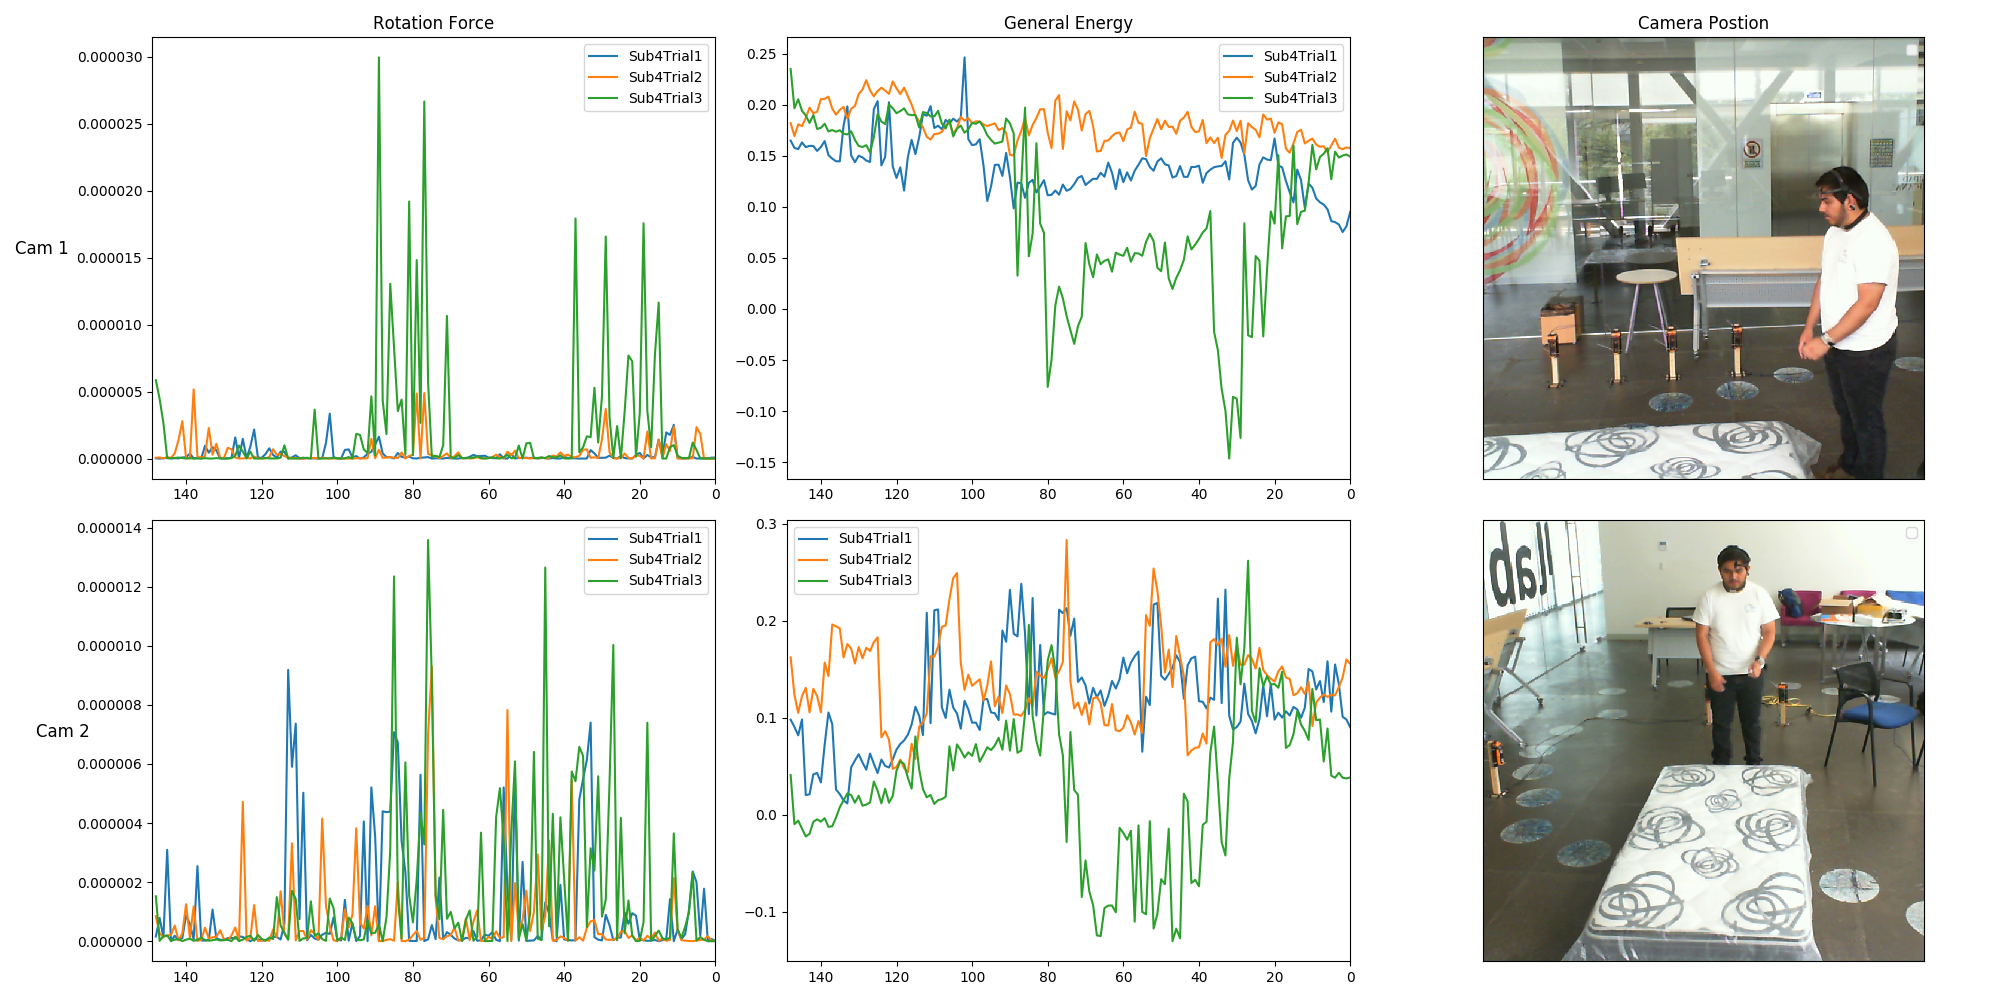 Rotation Force
General Energy
Camera Postion
Cam 1
0.000030
0.000025
0.000020
0.000015
0.000010
0.000005
0.000000
140 120 100 80 60 40 20 0
Sub4Trial1
Sub4Trial2
Sub4Trial3
0.25
0.20
0.15
0.10
0.05
0.00
−0.05
−0.10
−0.15
140 120 100 80 60 40 20 0
Sub4Trial1
Sub4Trial2
Sub4Trial3
Cam 2
0.000014
0.000012
0.000010
0.000008
0.000006
0.000004
0.000002
0.000000
140 120 100 80 60 40 20 0
Sub4Trial1
Sub4Trial2
Sub4Trial3
0.3
0.2
0.1
0.0
−0.1
140 120 100 80 60 40 20 0
Sub4Trial1
Sub4Trial2
Sub4Trial3